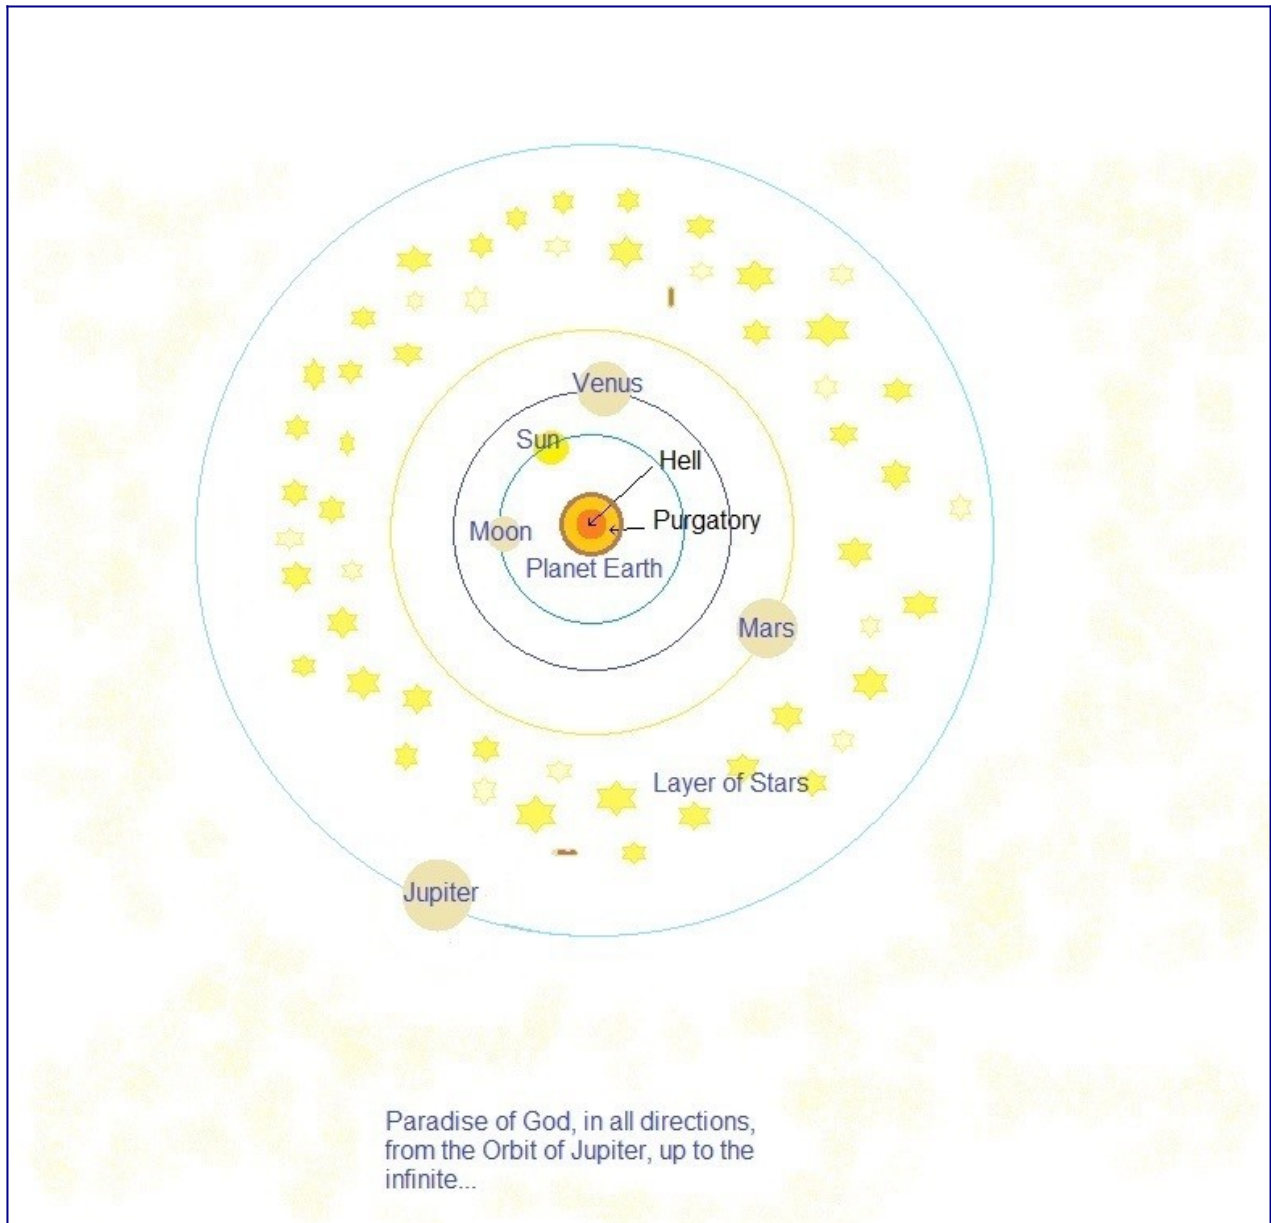 Venus
Sun
Hell
Purgatory
Moon
Planet Earth
Mars
Layer of Stars
Jupiter
Paradise of God, in all directions,
from the Orbit of Jupiter, up to the
infinite...